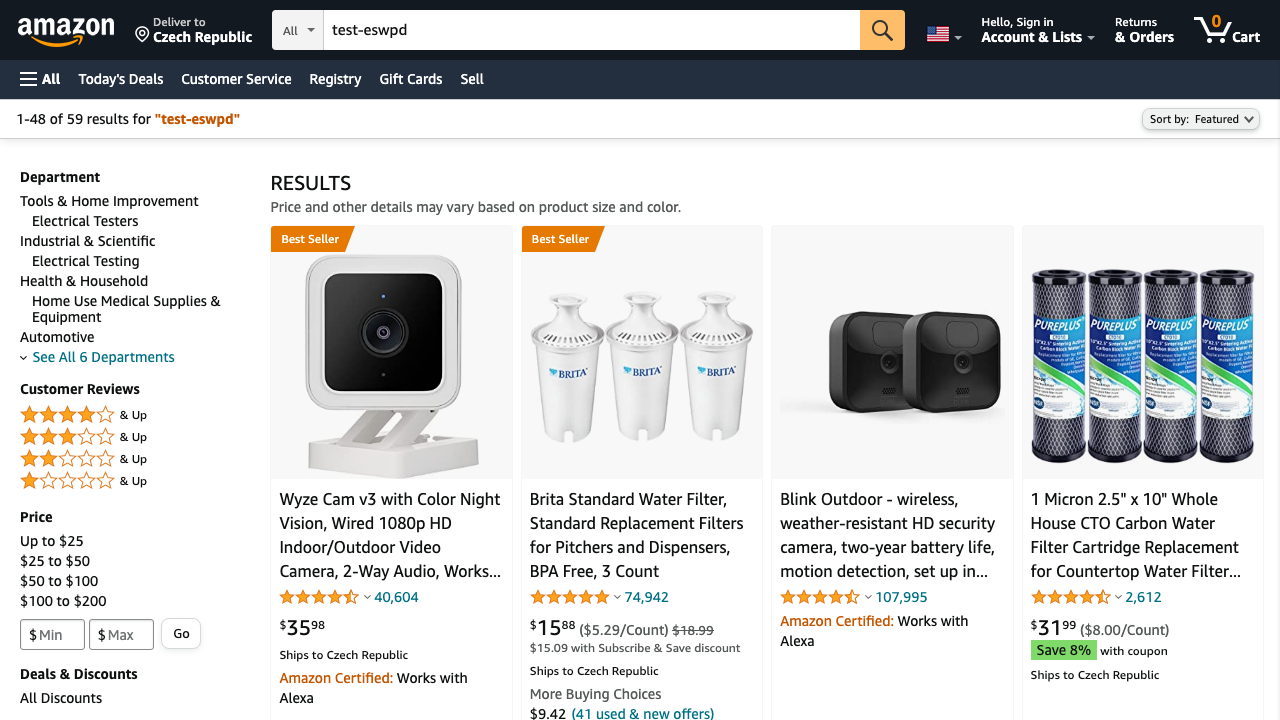 amazon
Deliver to
Czech Republic
All
test-eswpd
Hello, Sign in
Account & Lists
Returns
& Orders
0
Cart
All
Today's Deals
Customer Service
Registry
Gift Cards
Sell
1-48 of 59 results for "test-eswpd"
Sort by: Featured
Department
Tools & Home Improvement
Electrical Testers
Industrial & Scientific
Electrical Testing
Health & Household
Home Use Medical Supplies &
Equipment
Automotive
See All 6 Departments
Customer Reviews
& Up
& Up
& Up
& Up
Price
Up to $25
$25 to $50
$50 to $100
$100 to $200
$ Min
$ Max
Go
Deals & Discounts
All Discounts
RESULTS
Price and other details may vary based on product size and color.
Best Seller
Wyze Cam v3 with Color Night
Vision, Wired 1080p HD
Indoor/Outdoor Video
Camera, 2-Way Audio, Works...
40,604
$35 98
Ships to Czech Republic
Amazon Certified: Works with
Alexa
Best Seller
BRITA
BRITA
BRITA
Brita Standard Water Filter,
Standard Replacement Filters
for Pitchers and Dispensers,
BPA Free, 3 Count
74,942
$15 88 ($5.29/Count) $18.99
$15.09 with Subscribe & Save discount
Ships to Czech Republic
More Buying Choices
$9.42 (41 used & new offers)
Blink Outdoor - wireless,
weather-resistant HD security
camera, two-year battery life,
motion detection, set up in...
107,995
Amazon Certified: Works with
Alexa
PUREPLUS
PUREPLUS
PUREPLUS
PUREPLUS
1 Micron 2.5" x 10" Whole
House CTO Carbon Water
Filter Cartridge Replacement
for Countertop Water Filter...
2,612
$31 99 ($8.00/Count)
Save 8% with coupon
Ships to Czech Republic